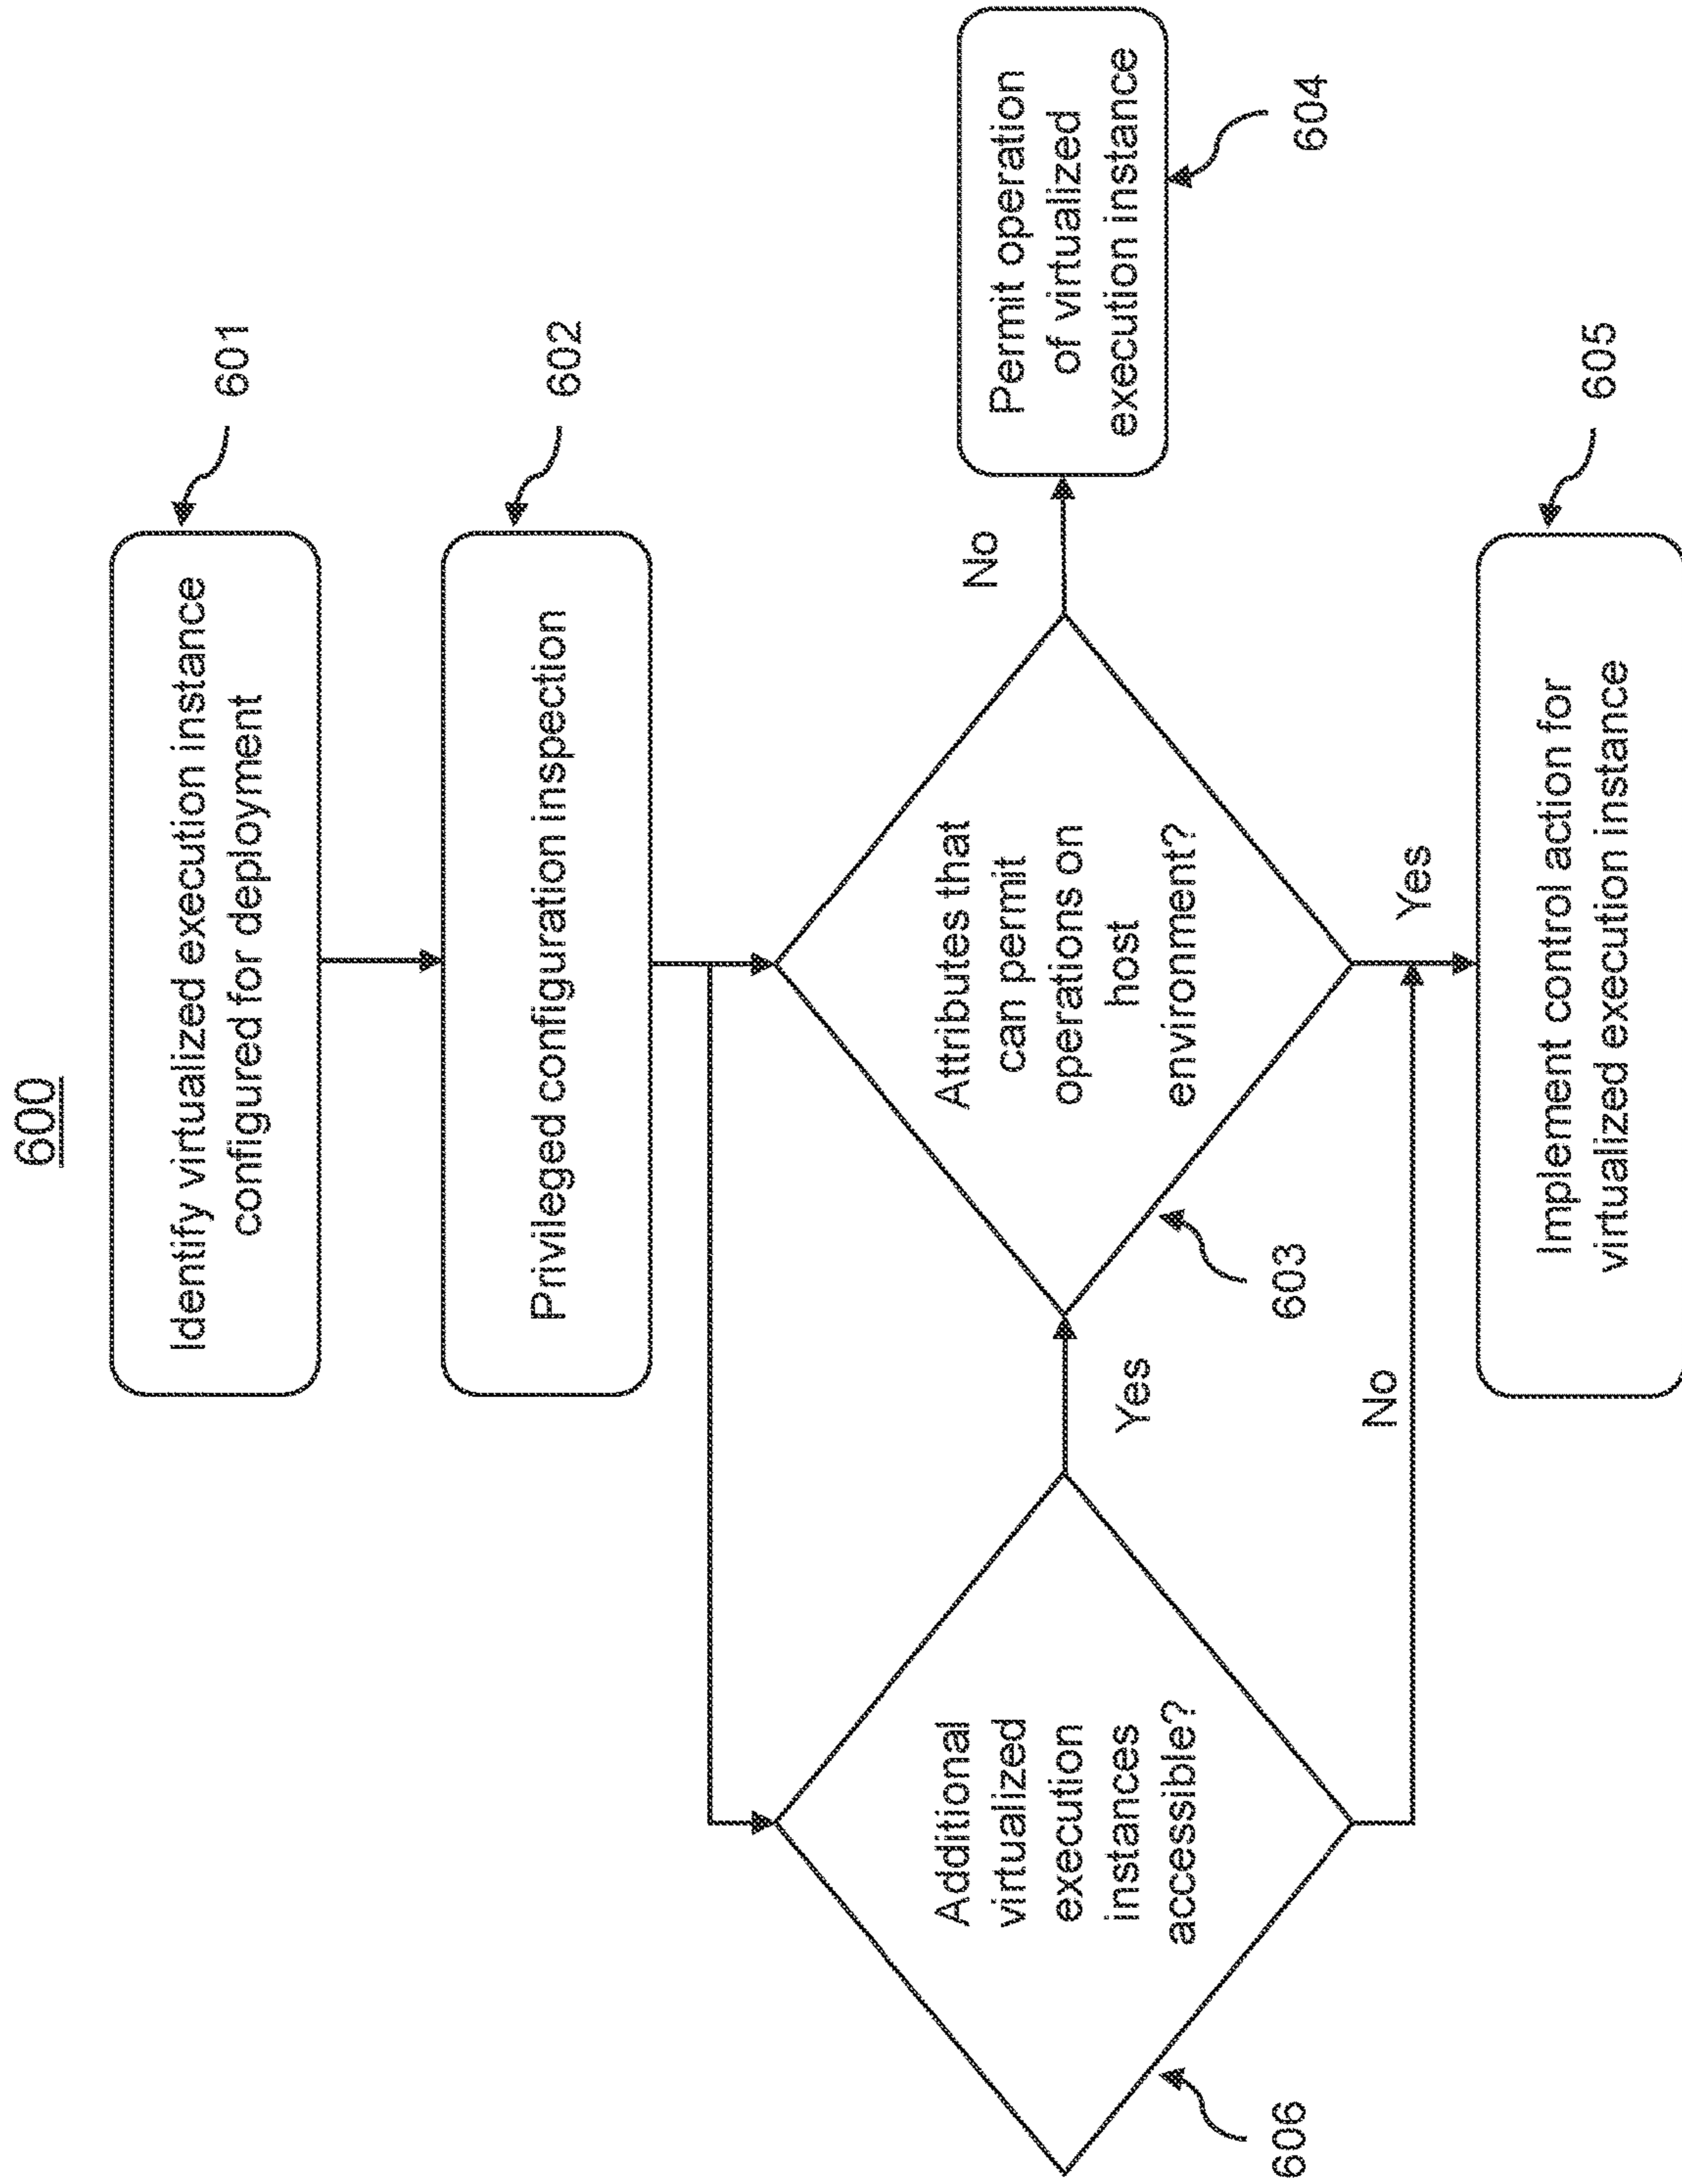 600
Identify virtualized execution instance
configured for deployment
601
Privileged configuration inspection
602
Additional
virtualized
execution
instances
accessible?
606
Yes
Attributes that
can permit
operations on
host
environment?
603
No
Permit operation
of virtualized
execution instance
604
No
Yes
Implement control action for
virtualized execution instance
605